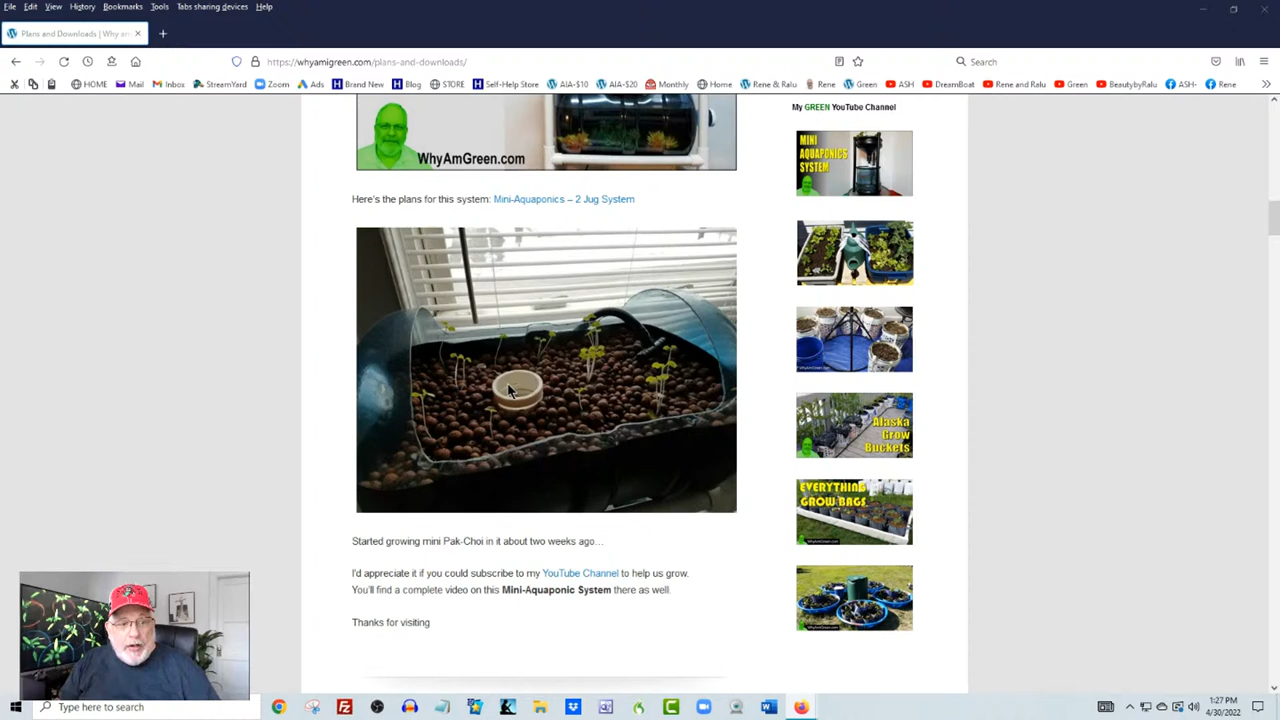 File Edit View History Bookmarks Tools Tabs sharing devices Help
Plans and Downloads | Why am
https://whyamigreen.com/plans-and-downloads/
Search
HOME Mail Inbox StreamYard Zoom Ads Brand New Blog STORE Self-Help Store AIA-$10 AIA-$20 Monthly Home Rene & Ralu Rene Green ASH DreamBoat Rene and Ralu Green BeautybyRalu ASH- Rene
WhyAmGreen.com
My GREEN YouTube Channel
MINI
AQUAPONICS
SYSTEM
Here's the plans for this system: Mini-Aquaponics – 2 Jug System
Alaska
Grow
Buckets
EVERYTHING
GROW BAGS
Started growing mini Pak-Choi in it about two weeks ago…
I'd appreciate it if you could subscribe to my YouTube Channel to help us grow.
You'll find a complete video on this Mini-Aquaponic System there as well.
Thanks for visiting
Type here to search
1:27 PM
4/30/2022